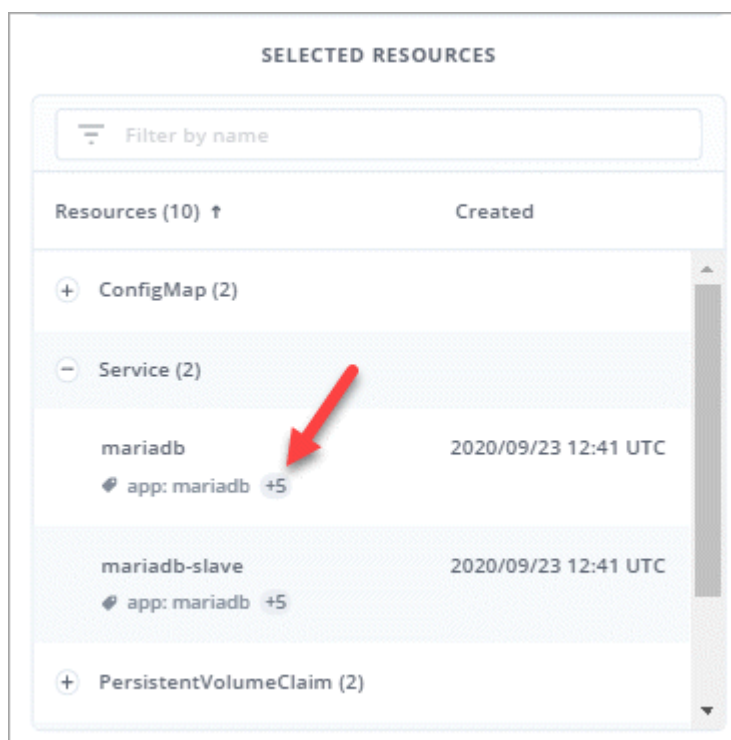 SELECTED RESOURCES
Filter by name
Resources (10) ↑ Created
ConfigMap (2)
Service (2)
mariadb 2020/09/23 12:41 UTC
app: mariadb +5
mariadb-slave 2020/09/23 12:41 UTC
app: mariadb +5
PersistentVolumeClaim (2)